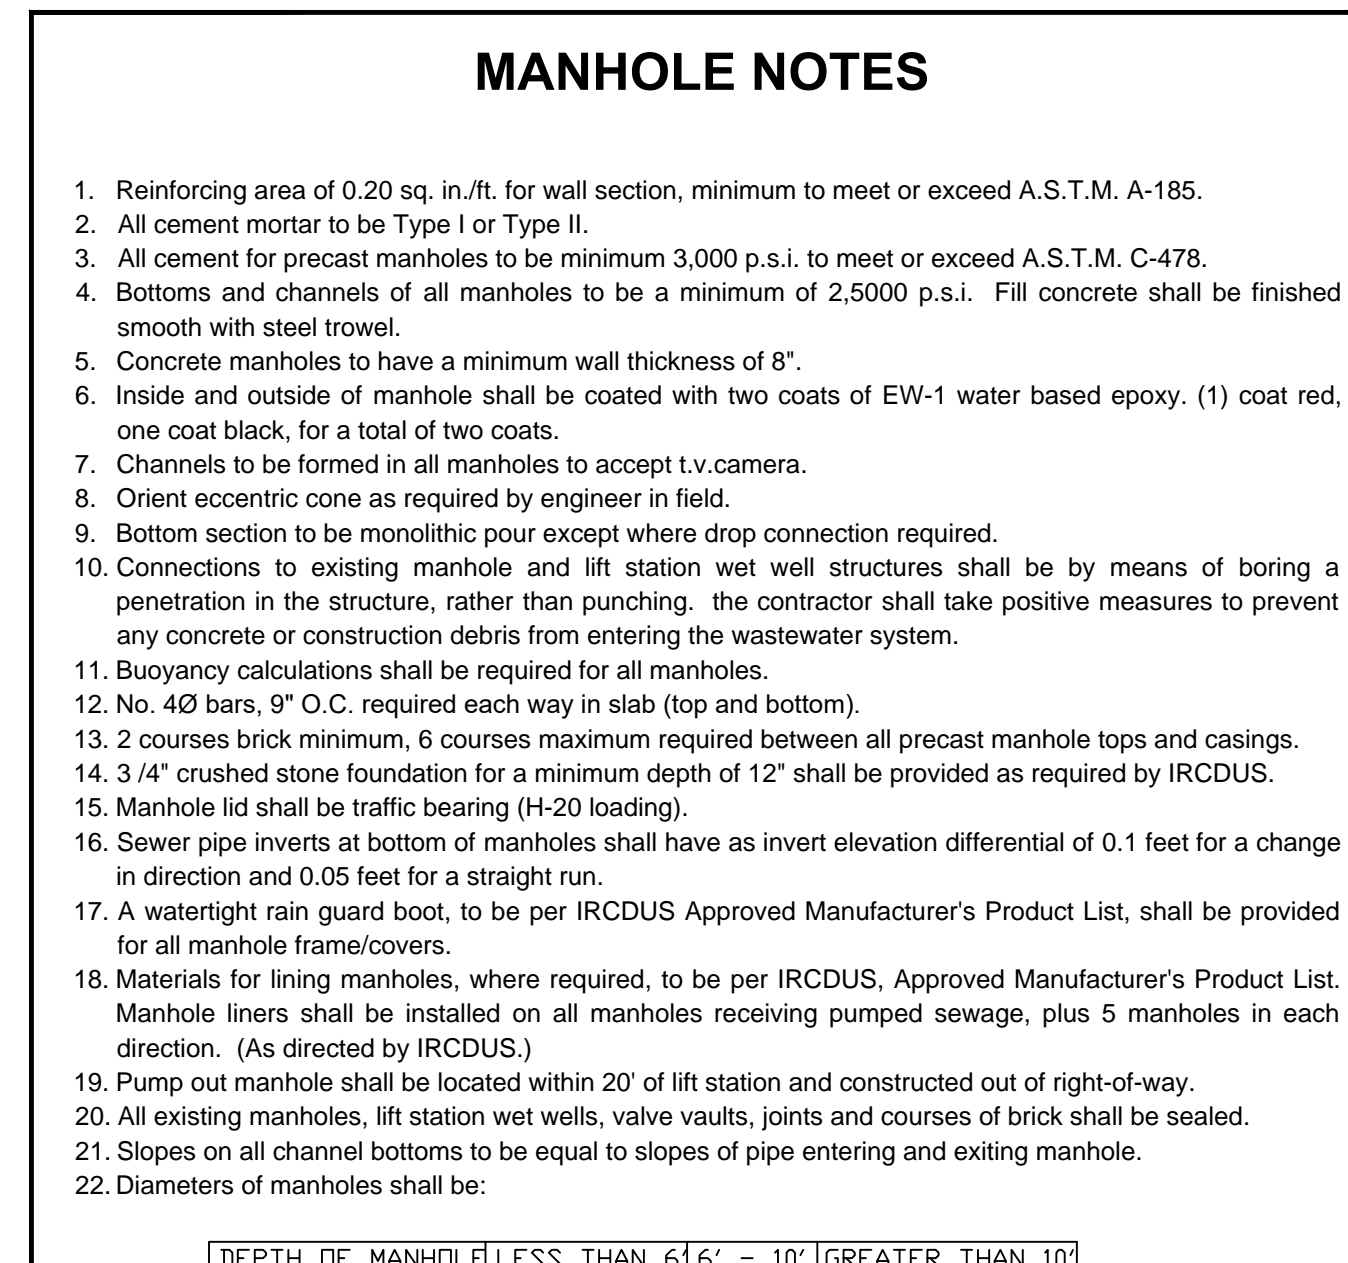 MANHOLE NOTES
1. Reinforcing area of 0.20 sq. in./ft. for wall section, minimum to meet or exceed A.S.T.M. A-185.
2. All cement mortar to be Type I or Type II.
3. All cement for precast manholes to be minimum 3,000 p.s.i. to meet or exceed A.S.T.M. C-478.
4. Bottoms and channels of all manholes to be a minimum of 2,5000 p.s.i. Fill concrete shall be finished
smooth with steel trowel.
5. Concrete manholes to have a minimum wall thickness of 8".
6. Inside and outside of manhole shall be coated with two coats of EW-1 water based epoxy. (1) coat red,
one coat black, for a total of two coats.
7. Channels to be formed in all manholes to accept t.v.camera.
8. Orient eccentric cone as required by engineer in field.
9. Bottom section to be monolithic pour except where drop connection required.
10. Connections to existing manhole and lift station wet well structures shall be by means of boring a
penetration in the structure, rather than punching. the contractor shall take positive measures to prevent
any concrete or construction debris from entering the wastewater system.
11. Buoyancy calculations shall be required for all manholes.
12. No. 4Ø bars, 9" O.C. required each way in slab (top and bottom).
13. 2 courses brick minimum, 6 courses maximum required between all precast manhole tops and casings.
14. 3 /4" crushed stone foundation for a minimum depth of 12" shall be provided as required by IRCDUS.
15. Manhole lid shall be traffic bearing (H-20 loading).
16. Sewer pipe inverts at bottom of manholes shall have as invert elevation differential of 0.1 feet for a change
in direction and 0.05 feet for a straight run.
17. A watertight rain guard boot, to be per IRCDUS Approved Manufacturer's Product List, shall be provided
for all manhole frame/covers.
18. Materials for lining manholes, where required, to be per IRCDUS, Approved Manufacturer's Product List.
Manhole liners shall be installed on all manholes receiving pumped sewage, plus 5 manholes in each
direction. (As directed by IRCDUS.)
19. Pump out manhole shall be located within 20' of lift station and constructed out of right-of-way.
20. All existing manholes, lift station wet wells, valve vaults, joints and courses of brick shall be sealed.
21. Slopes on all channel bottoms to be equal to slopes of pipe entering and exiting manhole.
22. Diameters of manholes shall be:
DEPTH OF MANHOLE LESS THAN 6' 6' - 10' GREATER THAN 10'